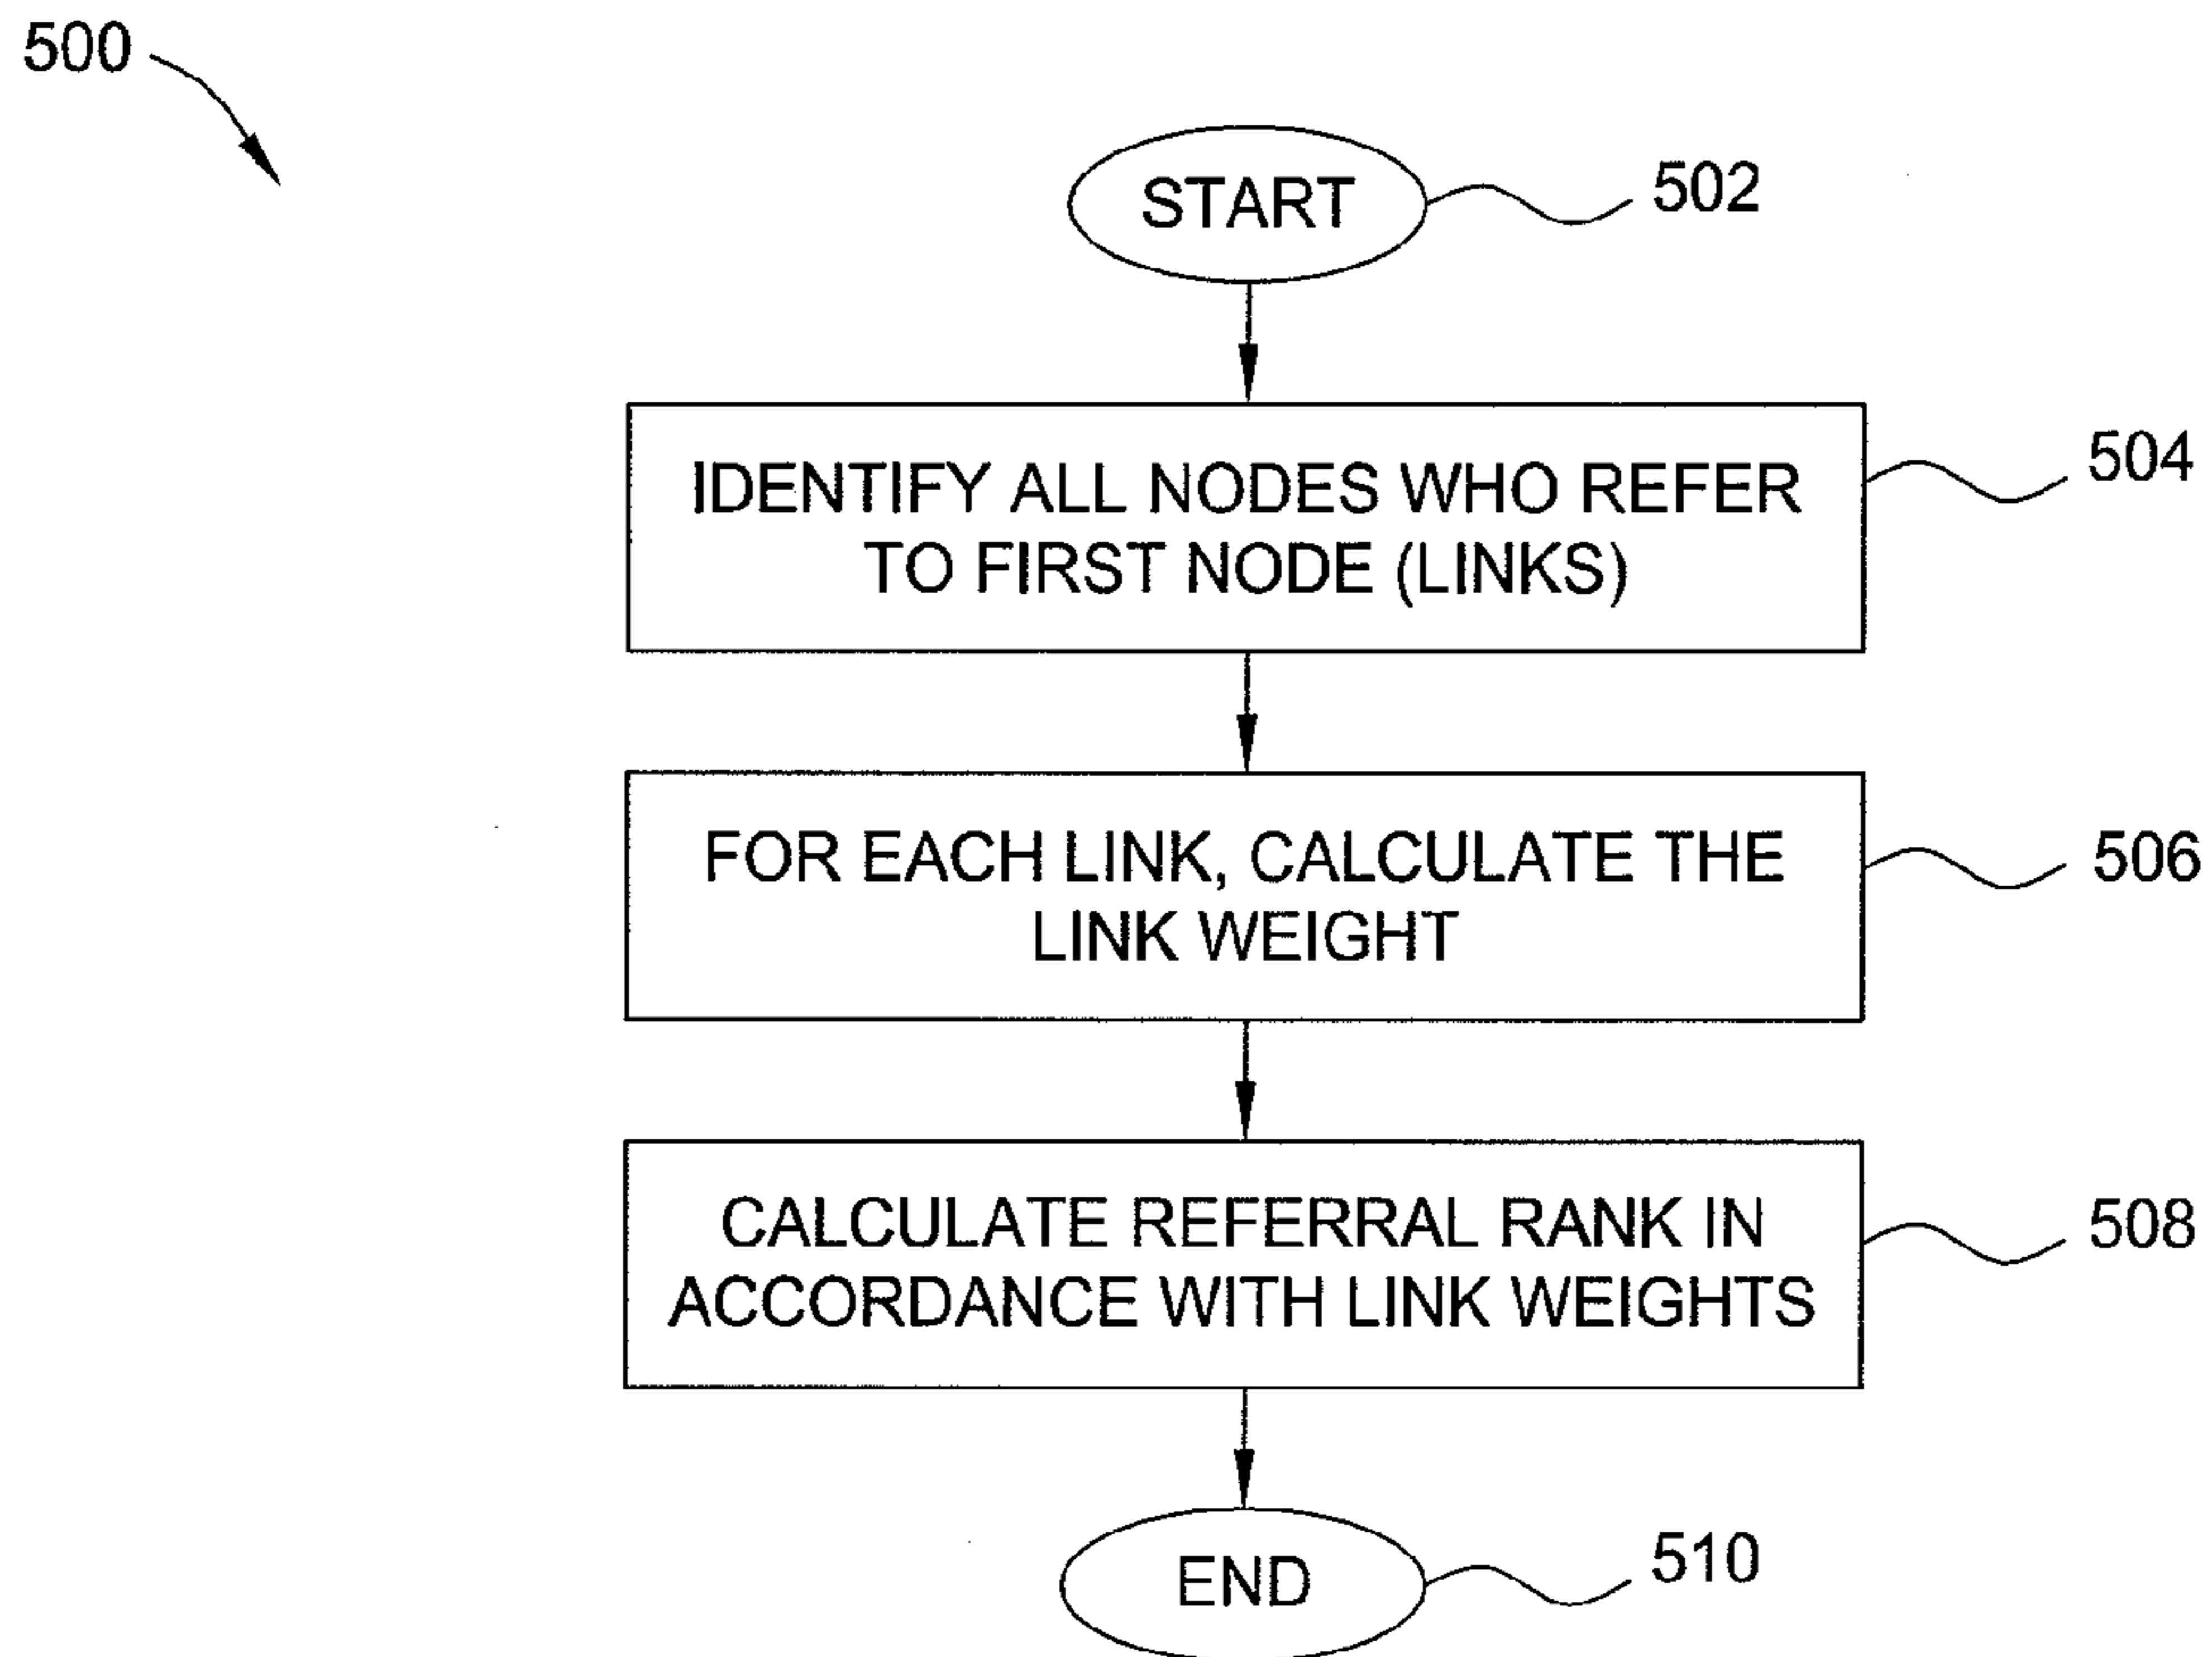 500
START
502
IDENTIFY ALL NODES WHO REFER
TO FIRST NODE (LINKS)
504
FOR EACH LINK, CALCULATE THE
LINK WEIGHT
506
CALCULATE REFERRAL RANK IN
ACCORDANCE WITH LINK WEIGHTS
508
END
510